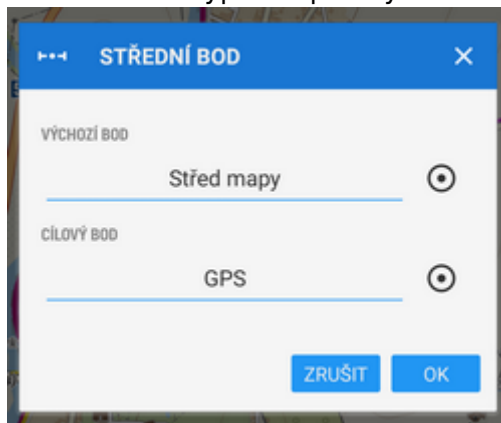 STŘEDNÍ BOD
VÝCHOZÍ BOD
Střed mapy
CÍLOVÝ BOD
GPS
ZRUŠIT OK